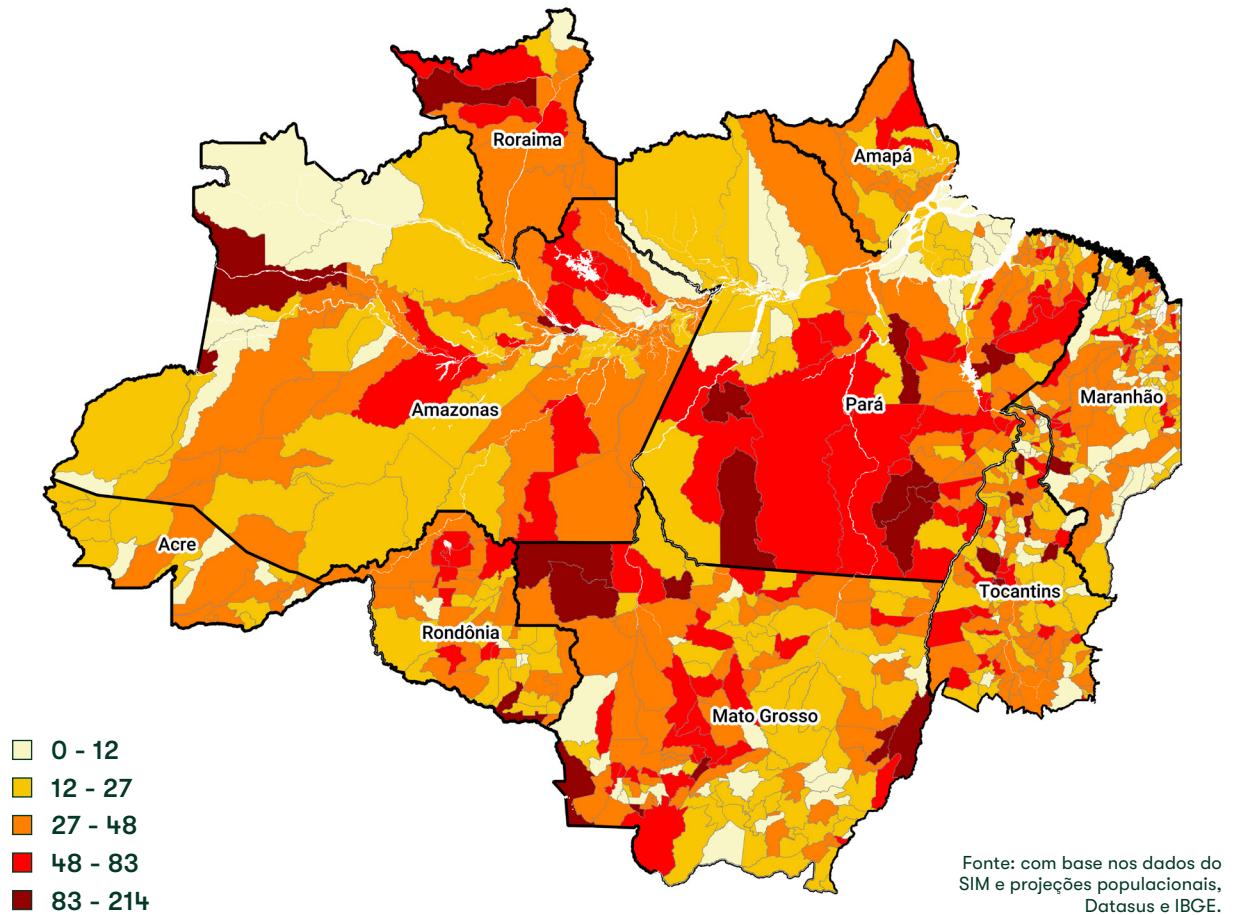 Roraima
Amapá
Amazonas
Pará
Maranhão
Acre
Tocantins
Rondônia
Mato Grosso
0 - 12
12 - 27
27 - 48
48 - 83
83 - 214
Fonte: com base nos dados do
SIM e projeções populacionais,
Datasus e IBGE.